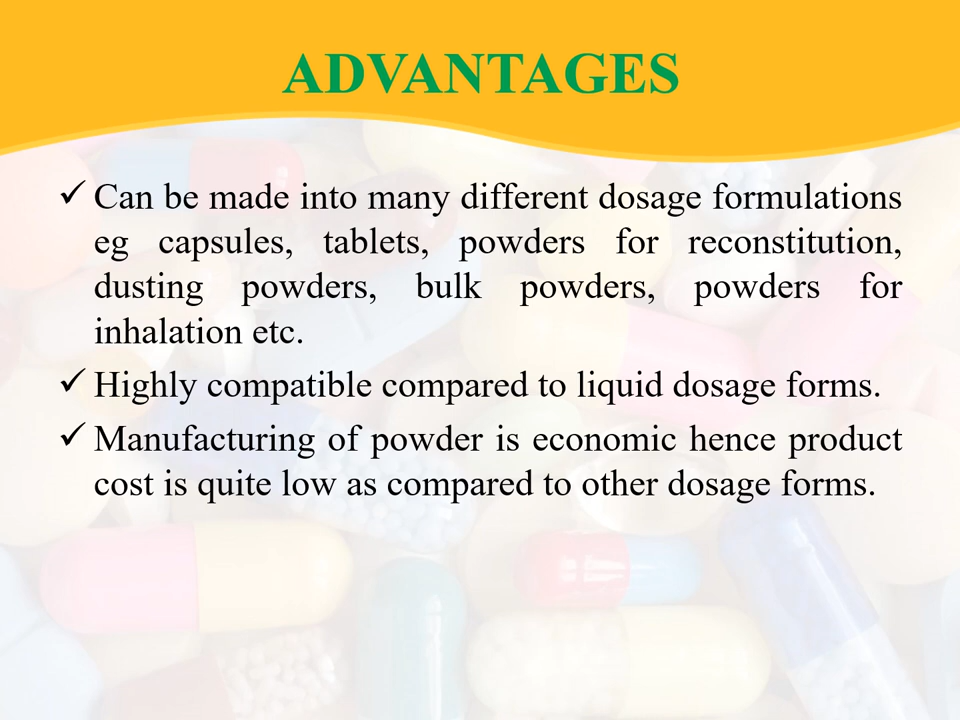 ADVANTAGES
✓ Can be made into many different dosage formulations
eg capsules, tablets, powders for reconstitution,
dusting powders, bulk powders, powders for
inhalation etc.
✓ Highly compatible compared to liquid dosage forms.
✓ Manufacturing of powder is economic hence product
cost is quite low as compared to other dosage forms.